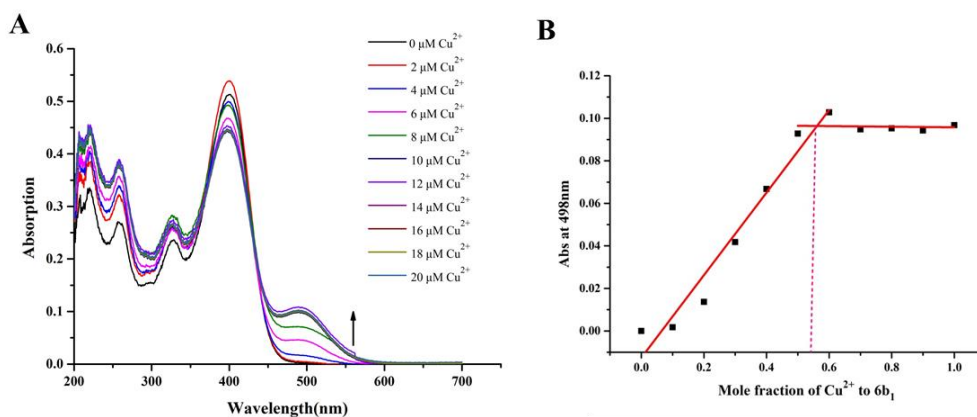 A
0.6
0.5
0.4
0.3
0.2
0.1
0.0
Absorption
200 300 400 500 600 700
Wavelength(nm)
0 μM Cu²⁺
2 μM Cu²⁺
4 μM Cu²⁺
6 μM Cu²⁺
8 μM Cu²⁺
10 μM Cu²⁺
12 μM Cu²⁺
14 μM Cu²⁺
16 μM Cu²⁺
18 μM Cu²⁺
20 μM Cu²⁺
B
0.12
0.10
0.08
0.06
0.04
0.02
0.00
Abs at 498nm
0.0 0.2 0.4 0.6 0.8 1.0
Mole fraction of Cu²⁺ to 6b₁